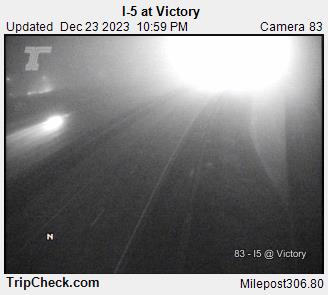 I-5 at Victory
Updated Dec 23 2023 10:59 PM Camera 83
T
N
83 - I5 @ Victory
TripCheck.com Milepost306.80